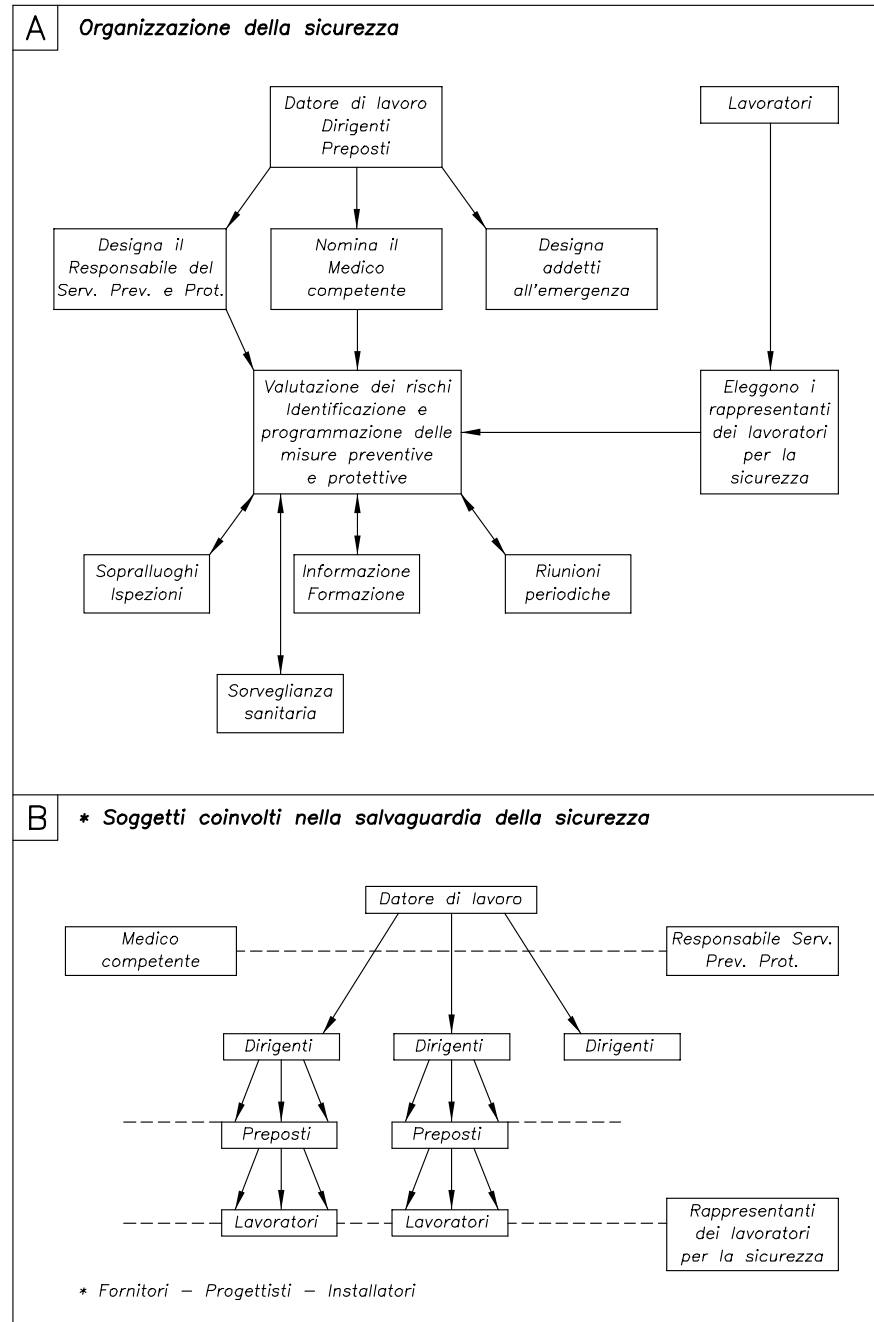 A
Organizzazione della sicurezza
Datore di lavoro
Dirigenti
Preposti
Lavoratori
Designa il
Responsabile del
Serv. Prev. e Prot.
Nomina il
Medico
competente
Designa
addetti
all'emergenza
Valutazione dei rischi
Identificazione e
programmazione delle
misure preventive
e protettive
Eleggono i
rappresentanti
dei lavoratori
per la
sicurezza
Sopralluoghi
Ispezioni
Informazione
Formazione
Riunioni
periodiche
Sorveglianza
sanitaria
B
* Soggetti coinvolti nella salvaguardia della sicurezza
Datore di lavoro
Medico
competente
Responsabile Serv.
Prev. Prot.
Dirigenti
Dirigenti
Dirigenti
Preposti
Preposti
Lavoratori
Lavoratori
Rappresentanti
dei lavoratori
per la sicurezza
* Fornitori – Progettisti – Installatori